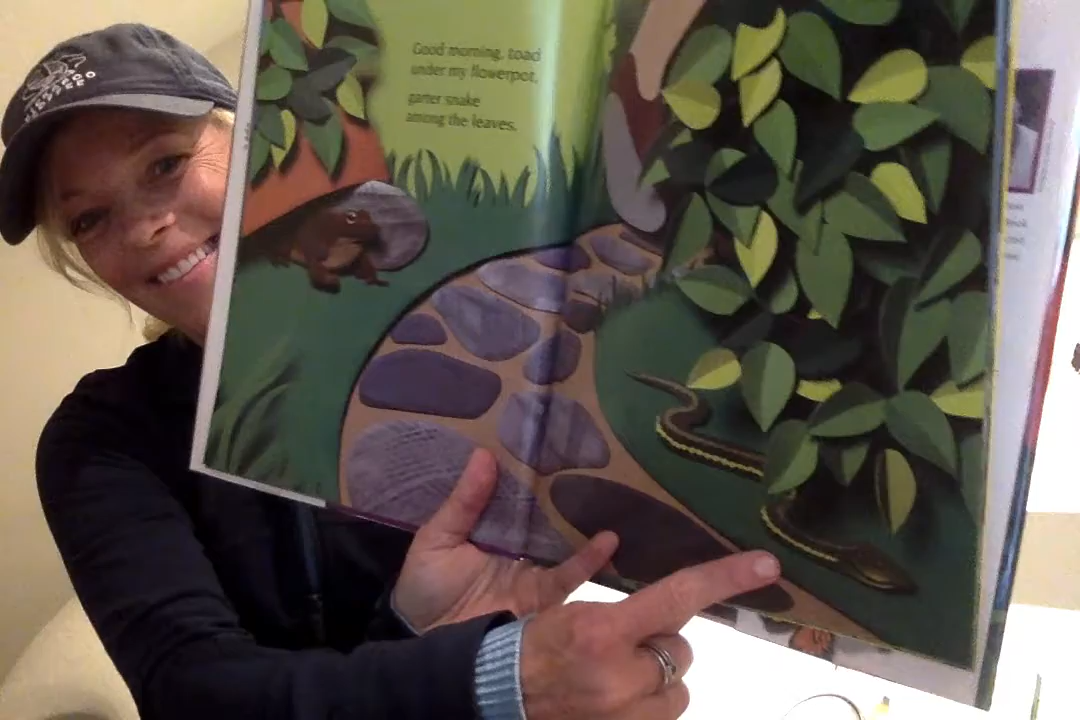 Good morning, toad
under my flowerpot,
garter snake
among the leaves.